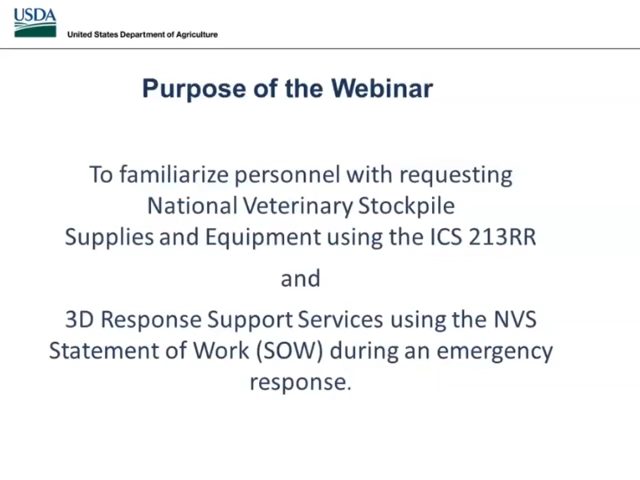 USDA
United States Department of Agriculture
Purpose of the Webinar
To familiarize personnel with requesting
National Veterinary Stockpile
Supplies and Equipment using the ICS 213RR
and
3D Response Support Services using the NVS
Statement of Work (SOW) during an emergency
response.